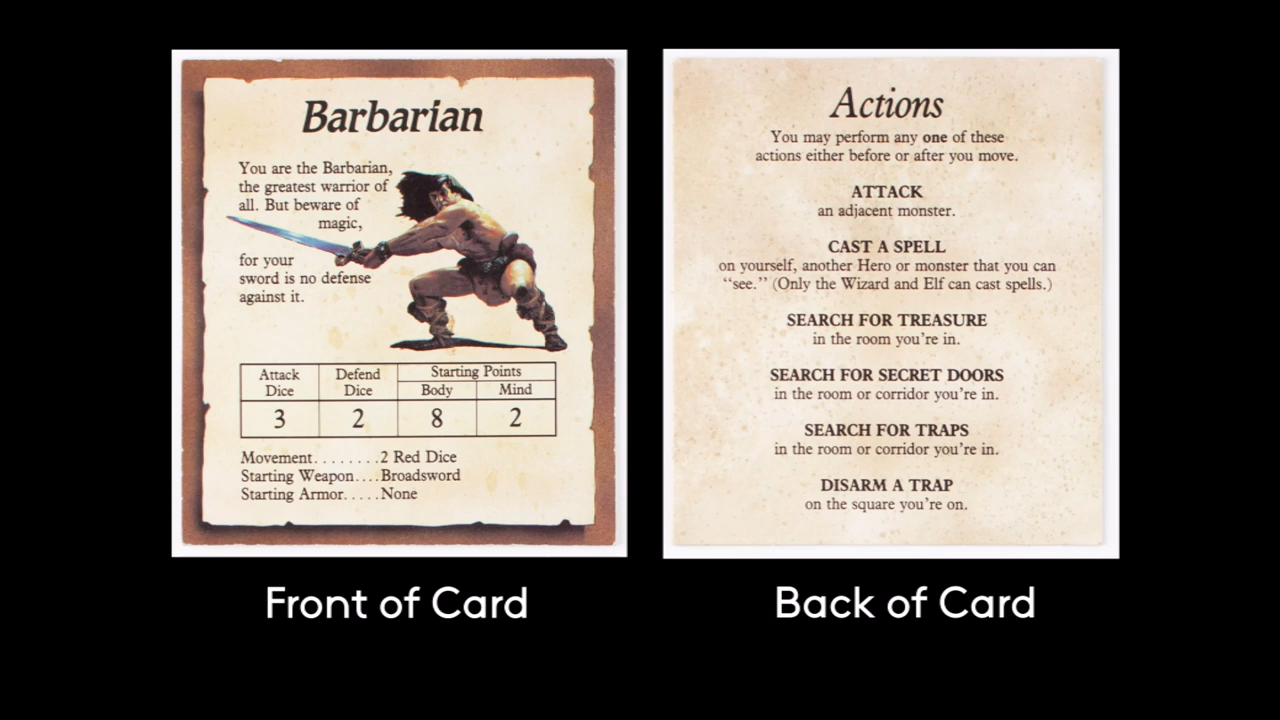 Barbarian
You are the Barbarian,
the greatest warrior of
all. But beware of
magic,
for your
sword is no defense
against it.
Attack Dice Defend Dice Starting Points
Body Mind
3 2 8 2
Movement........2 Red Dice
Starting Weapon....Broadsword
Starting Armor.....None
Front of Card
Actions
You may perform any one of these
actions either before or after you move.
ATTACK
an adjacent monster.
CAST A SPELL
on yourself, another Hero or monster that you can
“see.” (Only the Wizard and Elf can cast spells.)
SEARCH FOR TREASURE
in the room you're in.
SEARCH FOR SECRET DOORS
in the room or corridor you're in.
SEARCH FOR TRAPS
in the room or corridor you're in.
DISARM A TRAP
on the square you're on.
Back of Card